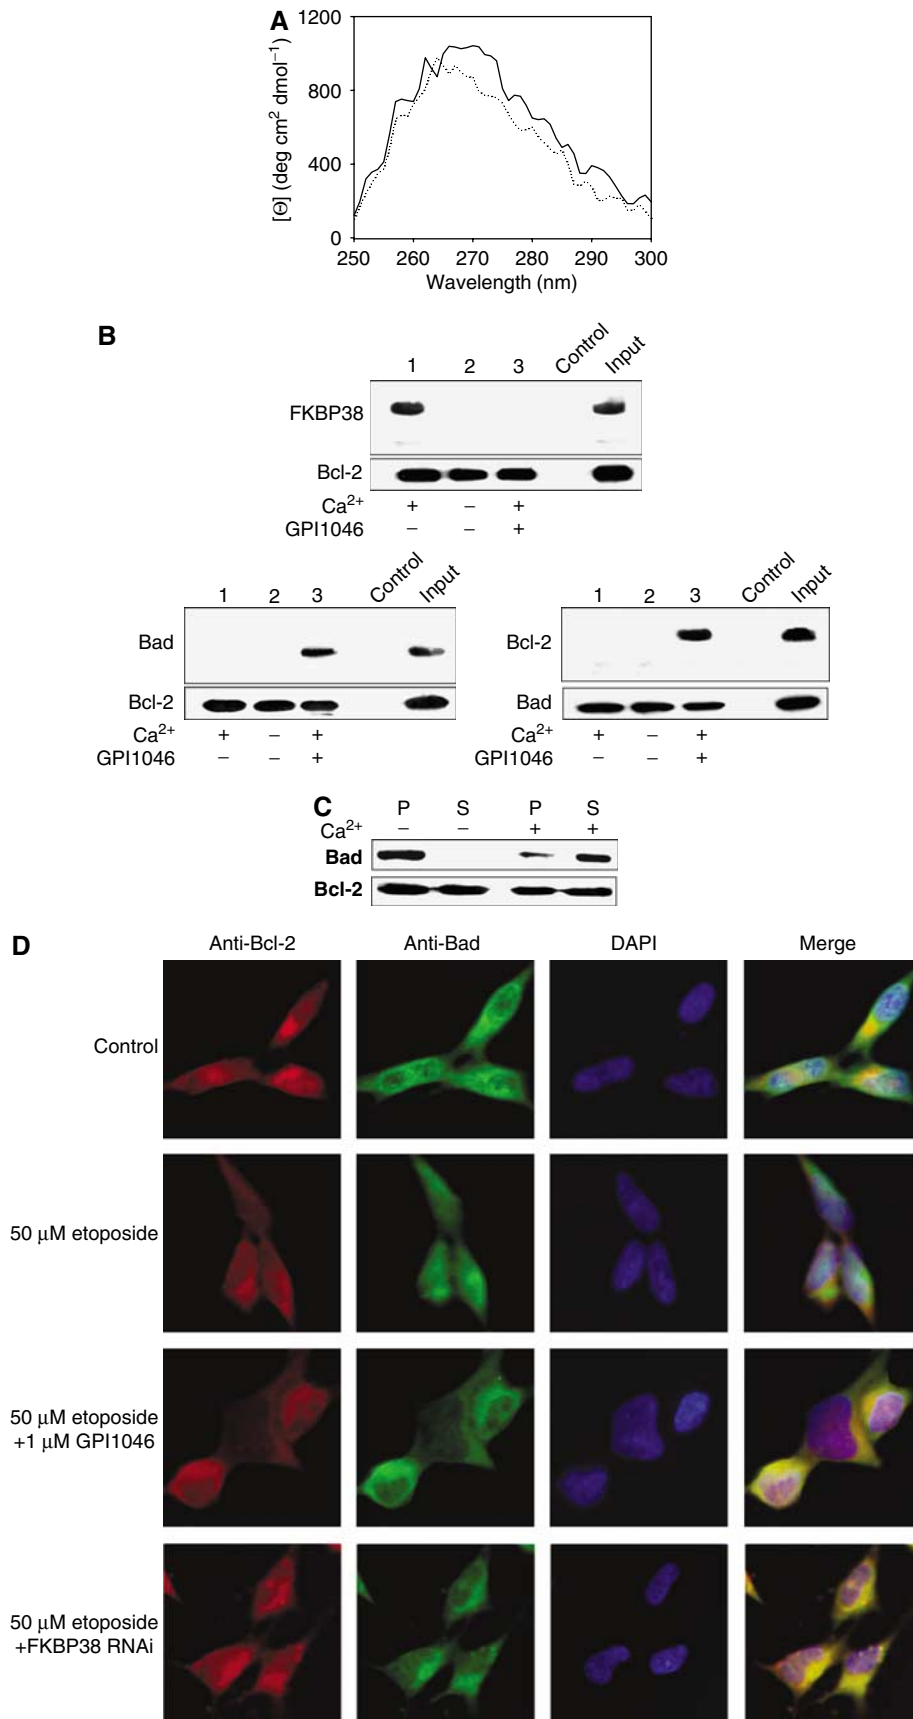 A
1200
800
400
0
[Θ] (deg cm² dmol⁻¹)
250 260 270 280 290 300
Wavelength (nm)
B
1 2 3 Control Input
FKBP38
Bcl-2
Ca²⁺ + – +
GPI1046 – – +
1 2 3 Control Input
Bad
Bcl-2
Ca²⁺ + – +
GPI1046 – – +
1 2 3 Control Input
Bcl-2
Bad
Ca²⁺ + – +
GPI1046 – – +
C
P S P S
Ca²⁺ – – + +
Bad
Bcl-2
D
Anti-Bcl-2 Anti-Bad DAPI Merge
Control
50 μM etoposide
50 μM etoposide
+1 μM GPI1046
50 μM etoposide
+FKBP38 RNAi